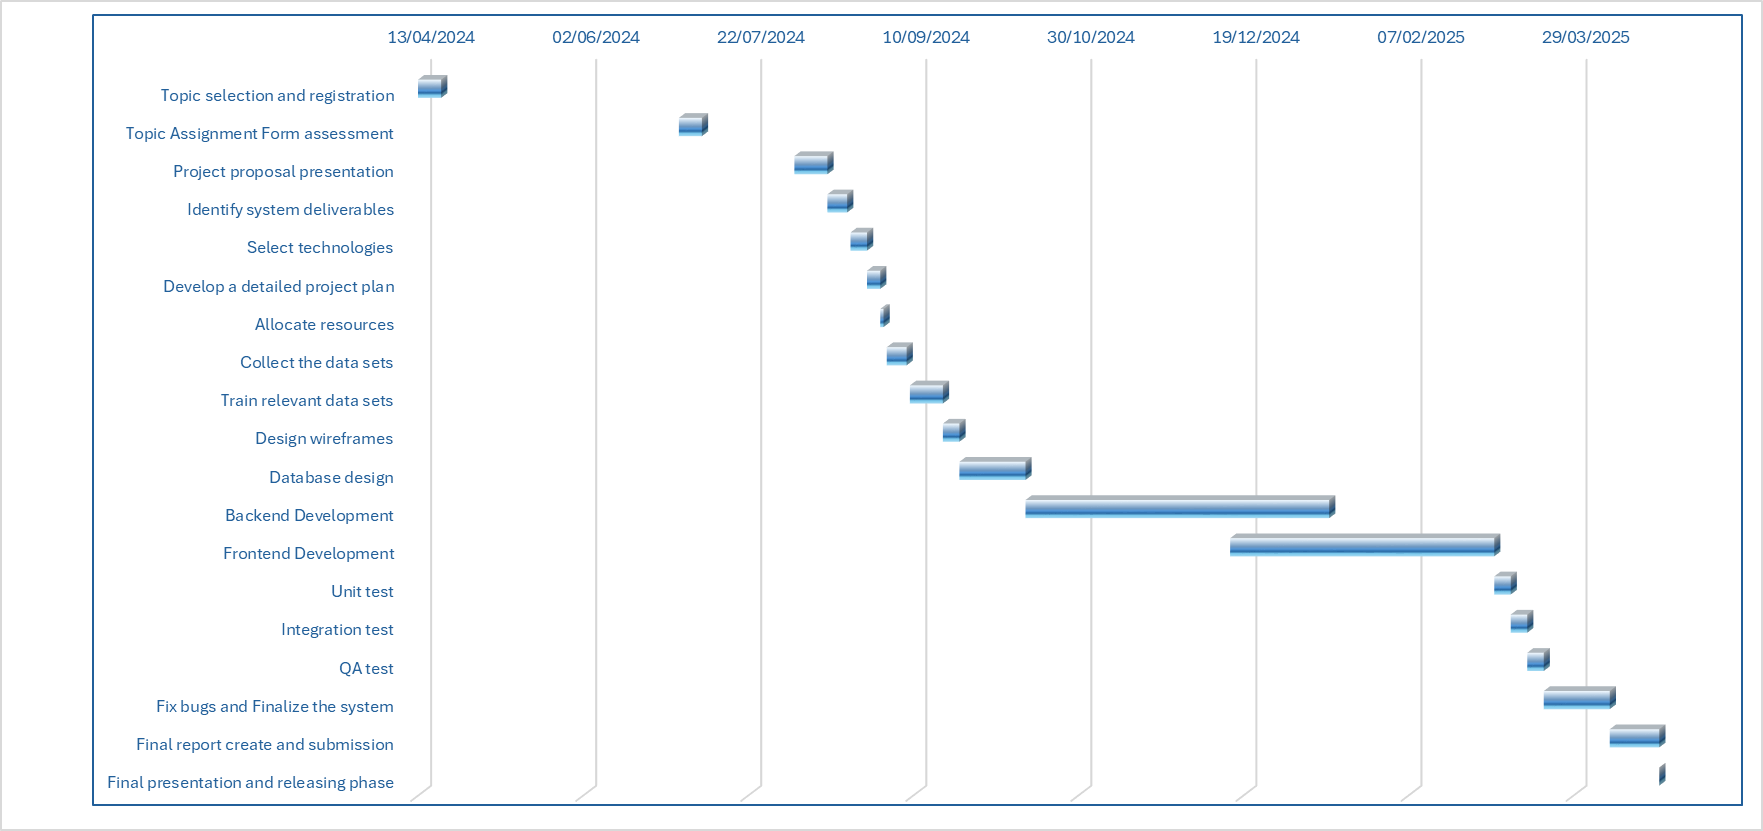 13/04/2024 02/06/2024 22/07/2024 10/09/2024 30/10/2024 19/12/2024 07/02/2025 29/03/2025
Topic selection and registration
Topic Assignment Form assessment
Project proposal presentation
Identify system deliverables
Select technologies
Develop a detailed project plan
Allocate resources
Collect the data sets
Train relevant data sets
Design wireframes
Database design
Backend Development
Frontend Development
Unit test
Integration test
QA test
Fix bugs and Finalize the system
Final report create and submission
Final presentation and releasing phase